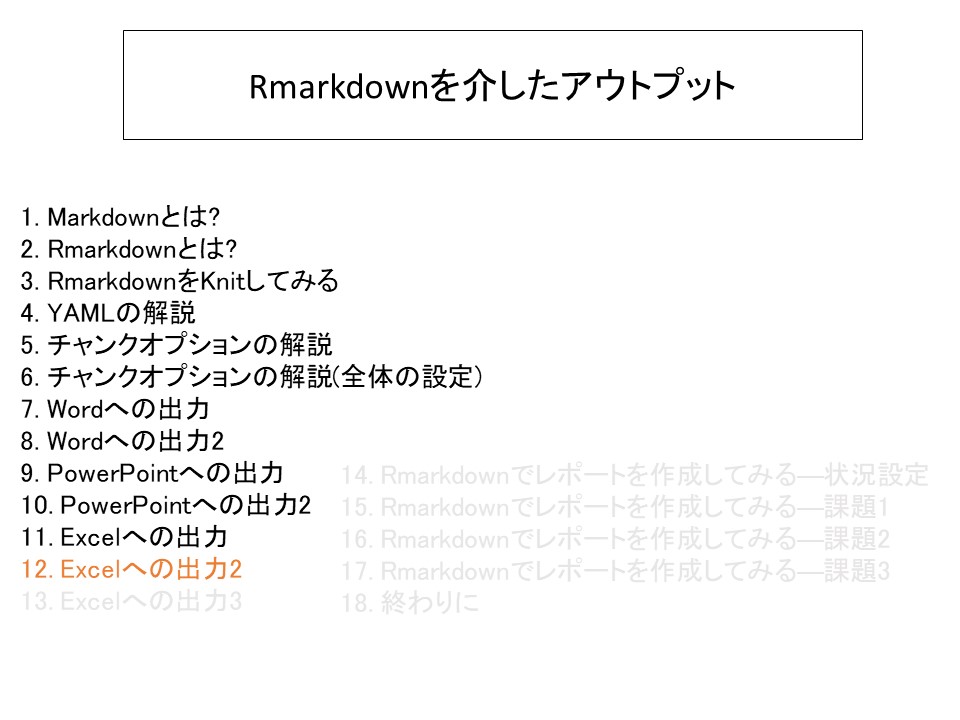 Rmarkdownを介したアウトプット
1. Markdownとは?
2. Rmarkdownとは?
3. RmarkdownをKnitしてみる
4. YAMLの解説
5. チャンクオプションの解説
6. チャンクオプションの解説(全体の設定)
7. Wordへの出力
8. Wordへの出力2
9. PowerPointへの出力
10. PowerPointへの出力2
11. Excelへの出力
12. Excelへの出力2
13. Excelへの出力3
14. Rmarkdownでレポートを作成してみる—状況設定
15. Rmarkdownでレポートを作成してみる—課題1
16. Rmarkdownでレポートを作成してみる—課題2
17. Rmarkdownでレポートを作成してみる—課題3
18. 終わりに